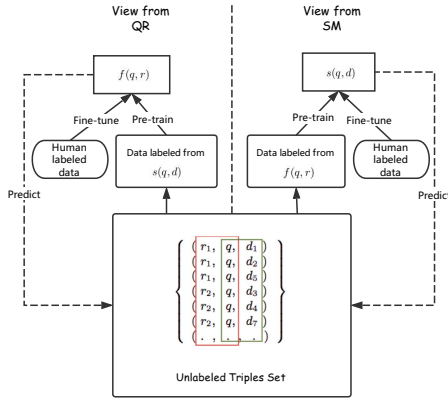 View from
QR
View from
SM
f(q, r)
s(q, d)
Fine-tune
Pre-train
Pre-train
Fine-tune
Human
labeled
data
Data labeled from
s(q, d)
Data labeled from
f(q, r)
Human
labeled
data
Predict
Predict
( r₁, q, d₁ )
( r₁, q, d₂ )
( r₁, q, d₅ )
( r₂, q, d₃ )
( r₂, q, d₄ )
( r₂, q, d₇ )
( . , . , . )
Unlabeled Triples Set